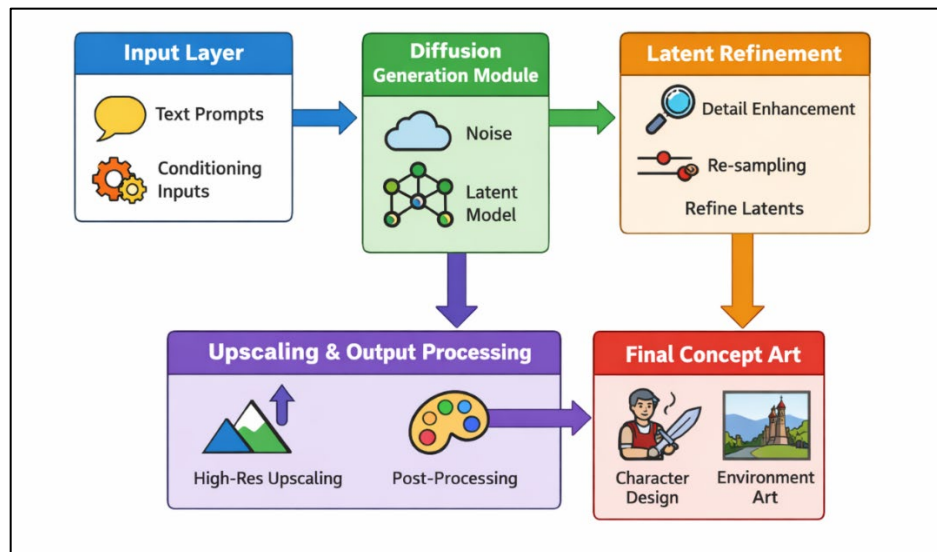 Input Layer
Text Prompts
Conditioning
Inputs
Diffusion
Generation Module
Noise
Latent
Model
Latent Refinement
Detail Enhancement
Re-sampling
Refine Latents
Upscaling & Output Processing
High-Res Upscaling
Post-Processing
Final Concept Art
Character
Design
Environment
Art